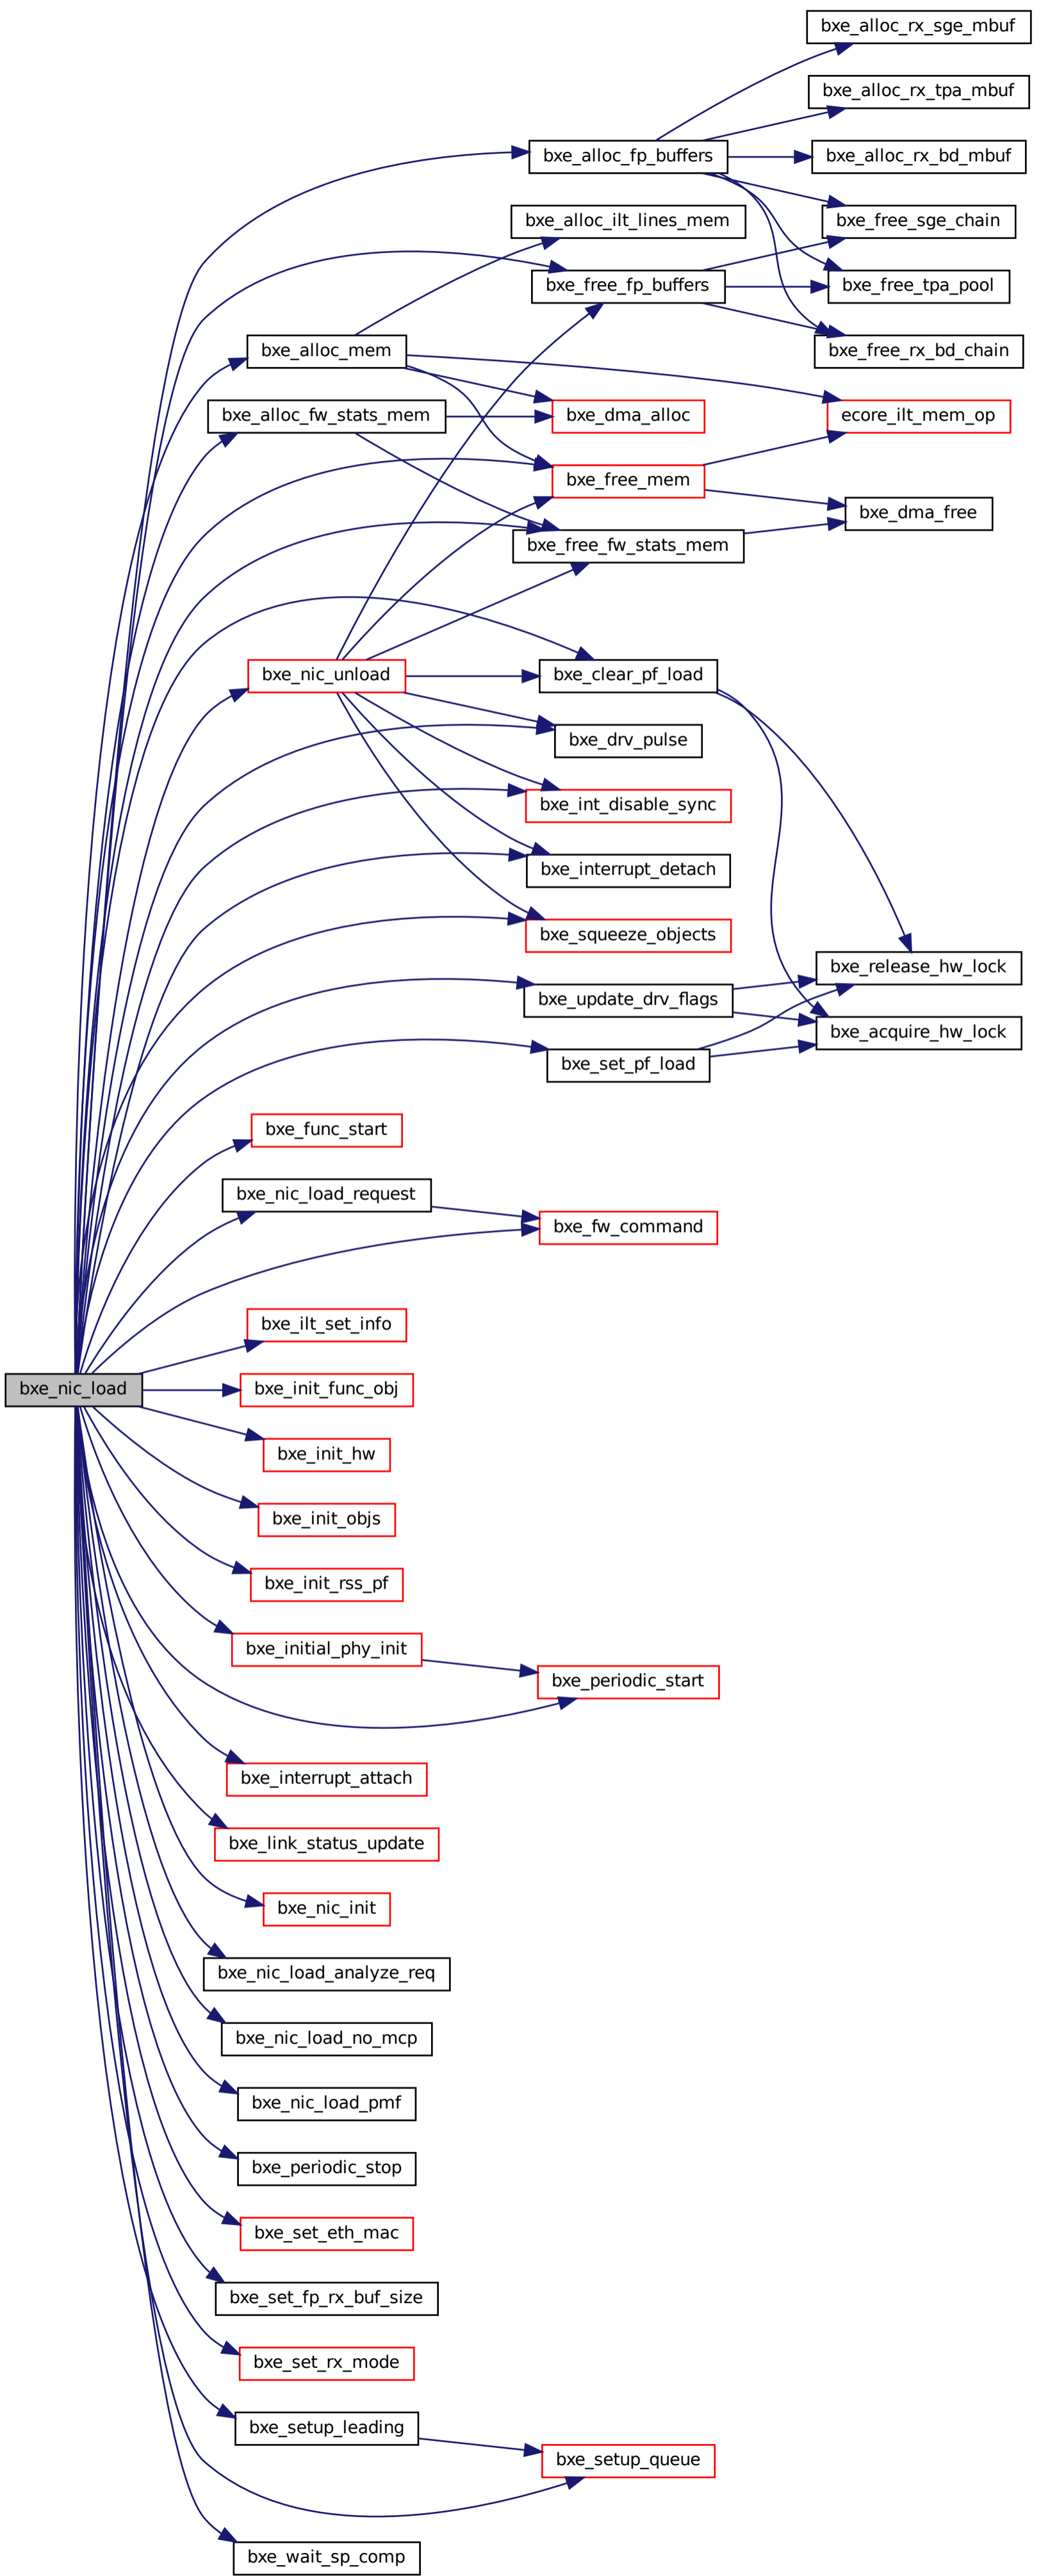 bxe_alloc_rx_sge_mbuf
bxe_alloc_rx_tpa_mbuf
bxe_alloc_fp_buffers
bxe_alloc_rx_bd_mbuf
bxe_alloc_ilt_lines_mem
bxe_free_sge_chain
bxe_free_fp_buffers
bxe_free_tpa_pool
bxe_alloc_mem
bxe_free_rx_bd_chain
bxe_alloc_fw_stats_mem
bxe_dma_alloc
ecore_ilt_mem_op
bxe_free_mem
bxe_dma_free
bxe_free_fw_stats_mem
bxe_nic_unload
bxe_clear_pf_load
bxe_drv_pulse
bxe_int_disable_sync
bxe_interrupt_detach
bxe_squeeze_objects
bxe_release_hw_lock
bxe_update_drv_flags
bxe_acquire_hw_lock
bxe_set_pf_load
bxe_func_start
bxe_nic_load_request
bxe_fw_command
bxe_ilt_set_info
bxe_nic_load
bxe_init_func_obj
bxe_init_hw
bxe_init_objs
bxe_init_rss_pf
bxe_initial_phy_init
bxe_periodic_start
bxe_interrupt_attach
bxe_link_status_update
bxe_nic_init
bxe_nic_load_analyze_req
bxe_nic_load_no_mcp
bxe_nic_load_pmf
bxe_periodic_stop
bxe_set_eth_mac
bxe_set_fp_rx_buf_size
bxe_set_rx_mode
bxe_setup_leading
bxe_setup_queue
bxe_wait_sp_comp